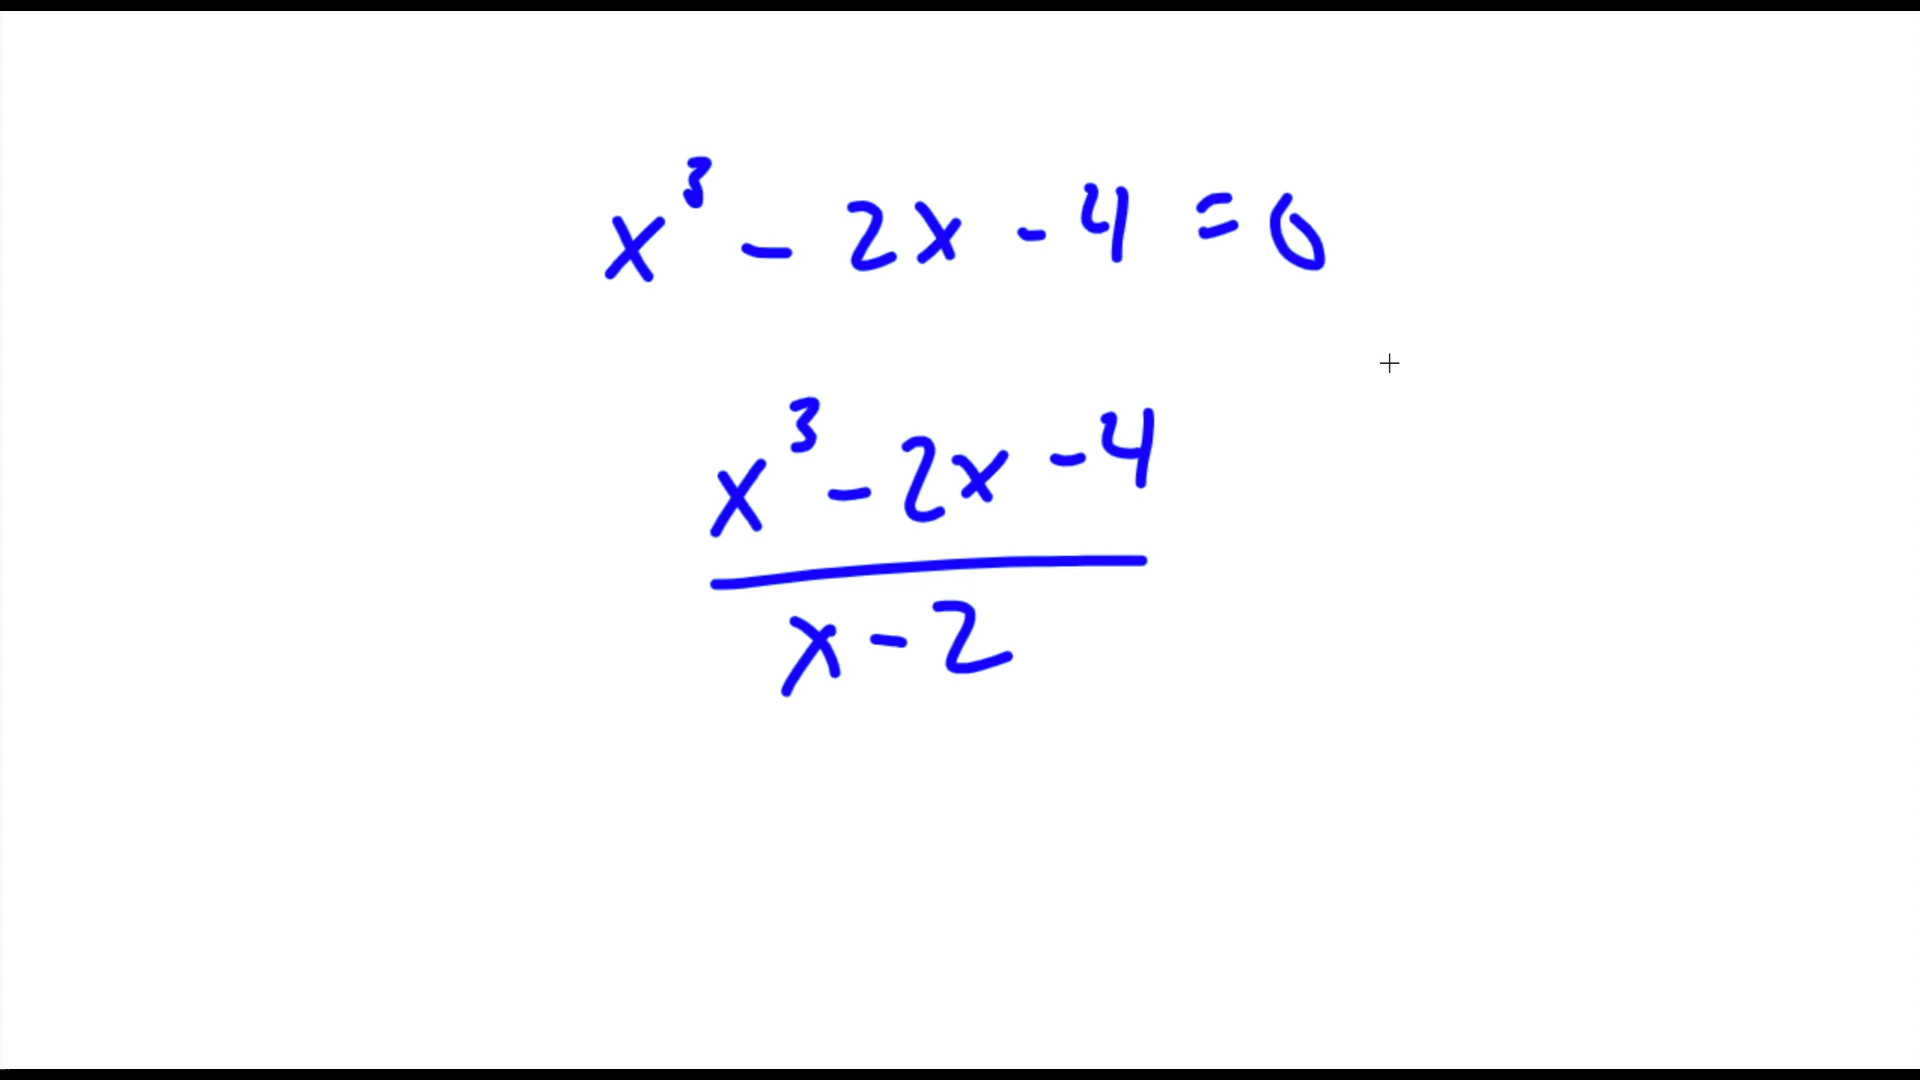 x³ - 2x - 4 = 0
x³ - 2x - 4
x - 2